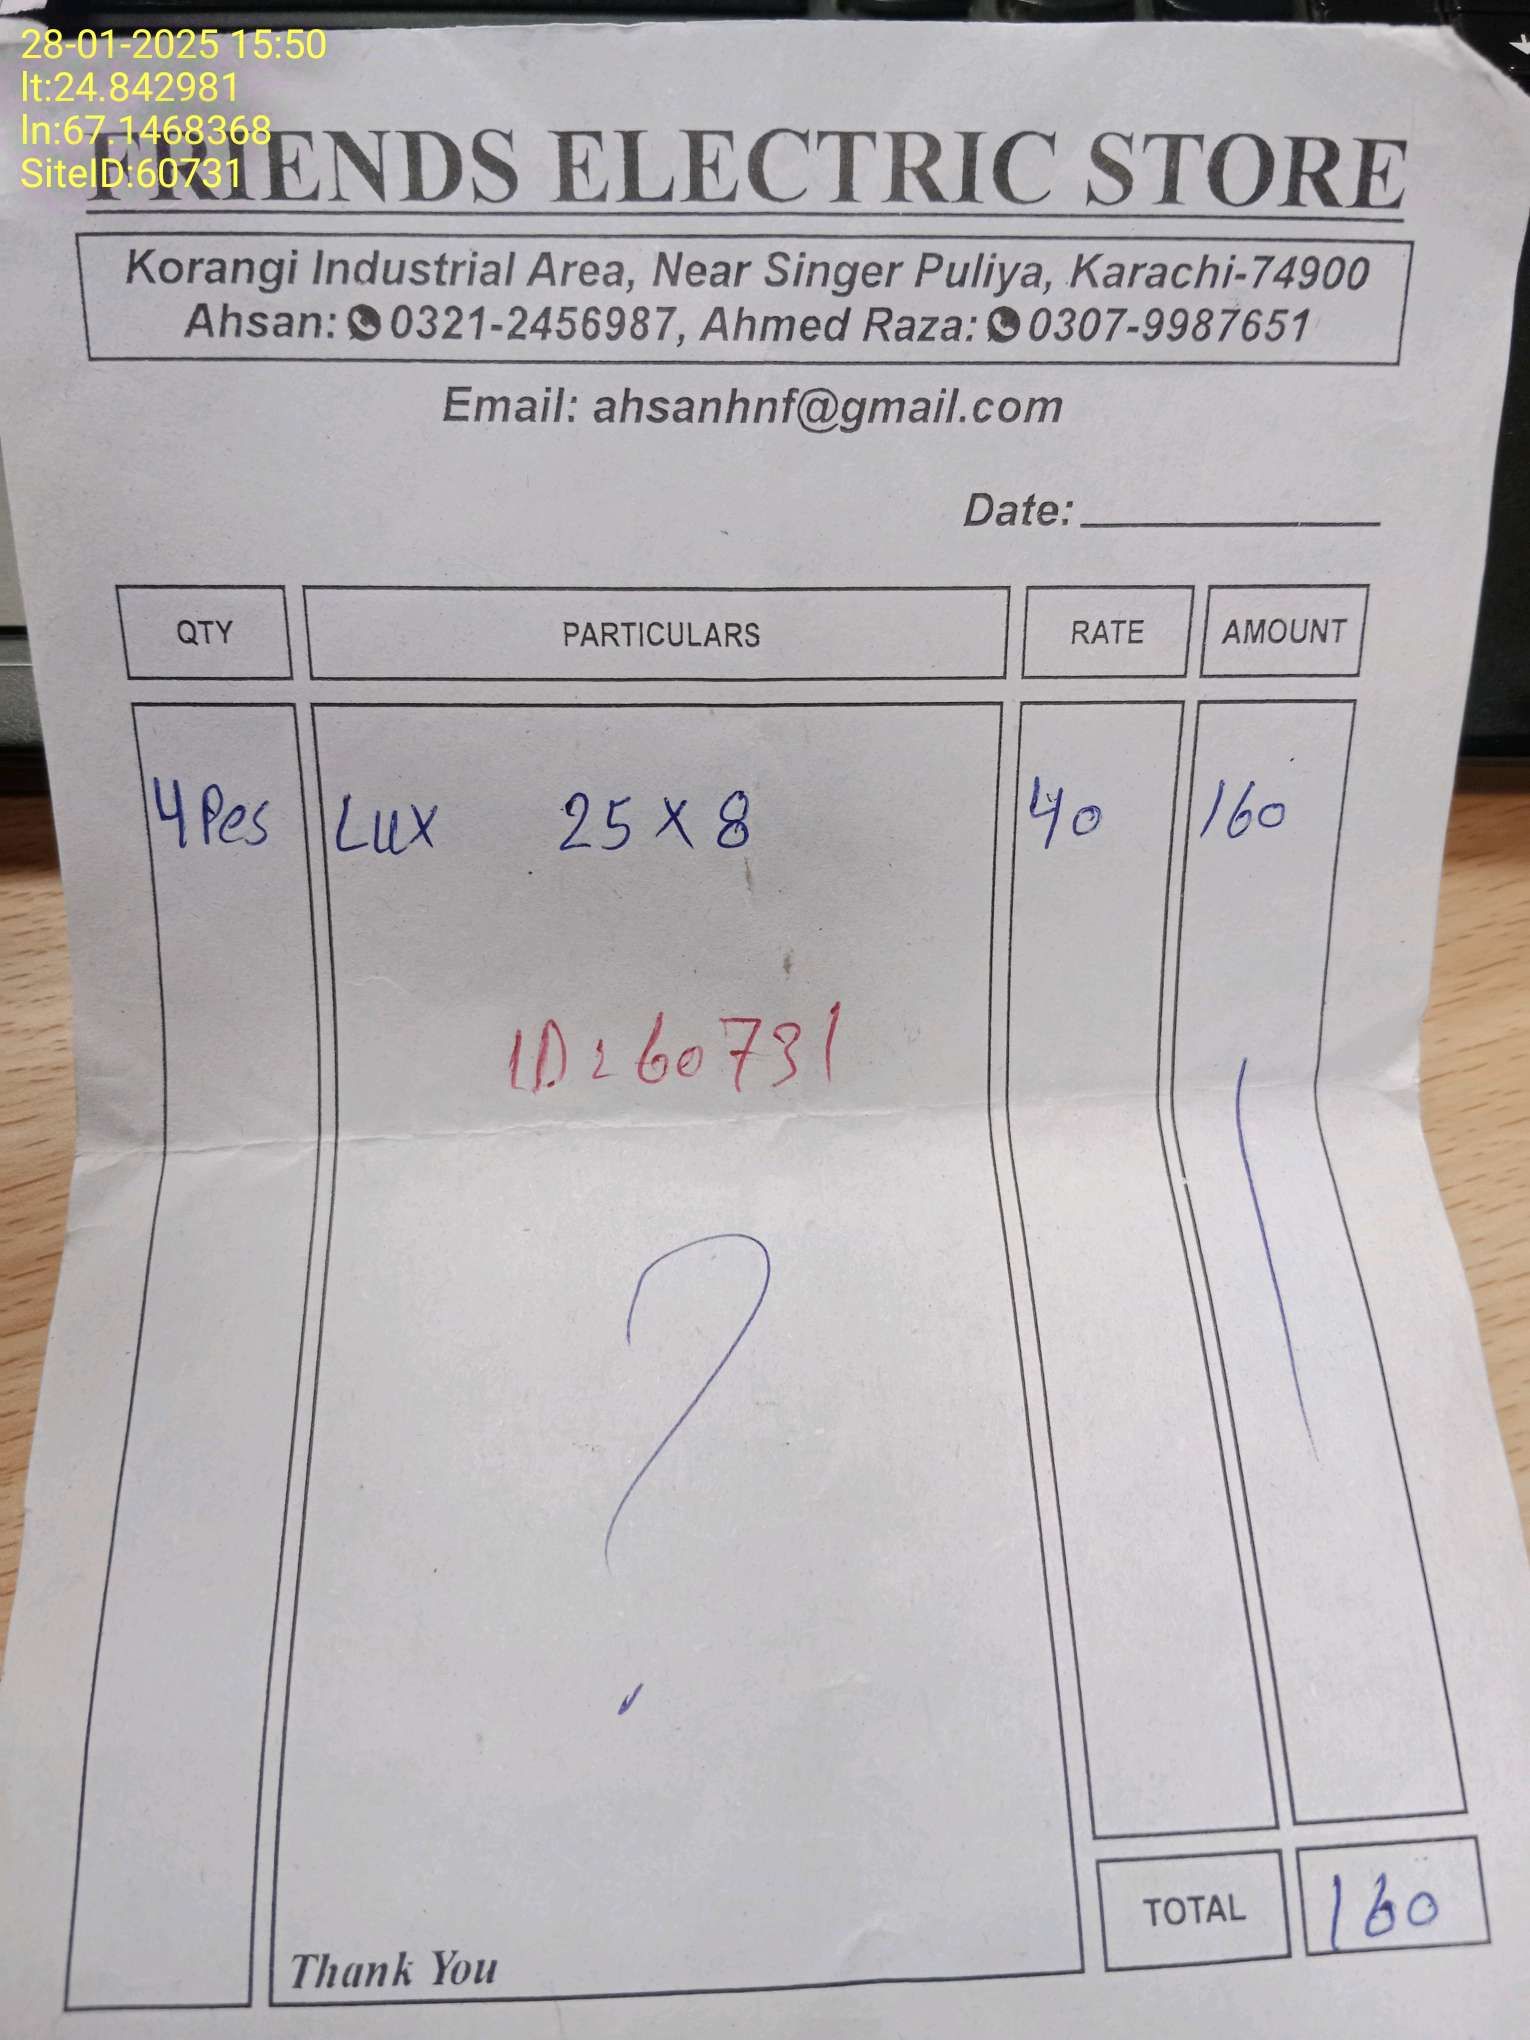 28-01-2025 15:50
lt:24.842981
ln:67.1468368
SiteID:60731
FRIENDS ELECTRIC STORE
Korangi Industrial Area, Near Singer Puliya, Karachi-74900
Ahsan: 0321-2456987, Ahmed Raza: 0307-9987651
Email: ahsanhnf@gmail.com
Date:
QTY PARTICULARS RATE AMOUNT
4 Pcs Lux 25 x 8 40 160
ID: 60731
TOTAL 160
Thank You